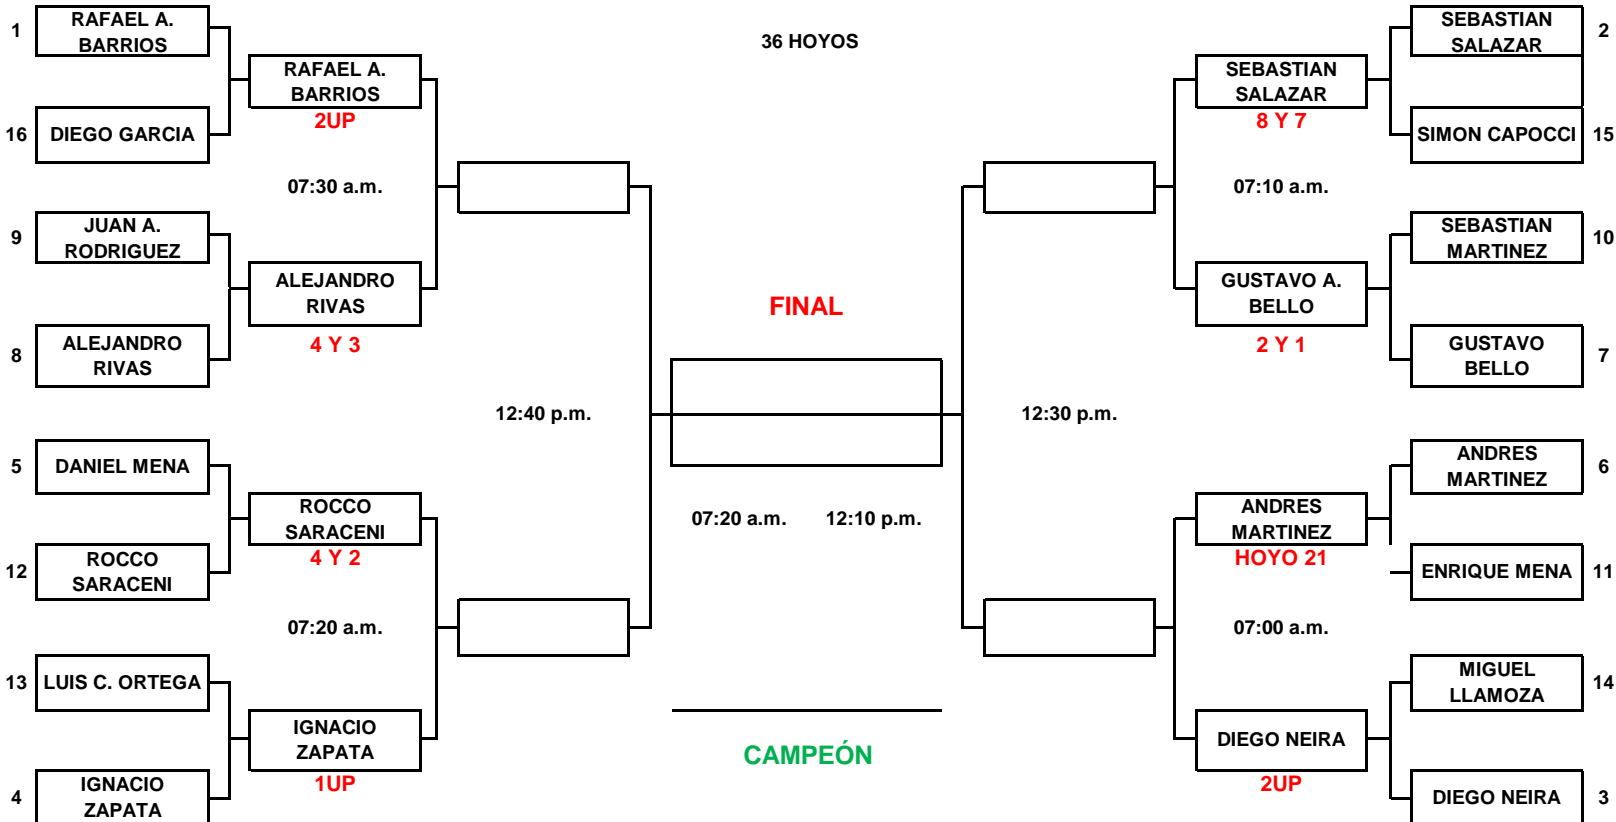 1
RAFAEL A.
BARRIOS
16
DIEGO GARCIA
9
JUAN A.
RODRIGUEZ
8
ALEJANDRO
RIVAS
5
DANIEL MENA
12
ROCCO
SARACENI
13
LUIS C. ORTEGA
4
IGNACIO
ZAPATA
RAFAEL A.
BARRIOS
2UP
07:30 a.m.
ALEJANDRO
RIVAS
4 Y 3
ROCCO
SARACENI
4 Y 2
07:20 a.m.
IGNACIO
ZAPATA
1UP
12:40 p.m.
36 HOYOS
FINAL
07:20 a.m. 12:10 p.m.
CAMPEÓN
12:30 p.m.
SEBASTIAN
SALAZAR
8 Y 7
07:10 a.m.
GUSTAVO A.
BELLO
2 Y 1
ANDRES
MARTINEZ
HOYO 21
07:00 a.m.
DIEGO NEIRA
2UP
SEBASTIAN
SALAZAR
2
SIMON CAPOCCI
15
SEBASTIAN
MARTINEZ
10
GUSTAVO
BELLO
7
ANDRES
MARTINEZ
6
ENRIQUE MENA
11
MIGUEL
LLAMOZA
14
DIEGO NEIRA
3